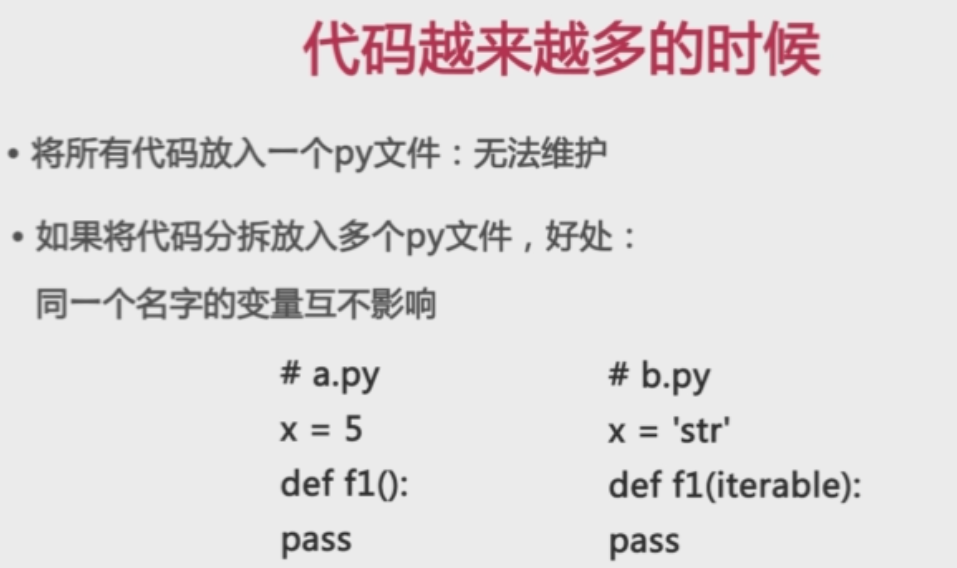 代码越来越多的时候
• 将所有代码放入一个py文件：无法维护
• 如果将代码分拆放入多个py文件，好处：
同一个名字的变量互不影响
# a.py
x = 5
def f1():
pass
# b.py
x = 'str'
def f1(iterable):
pass